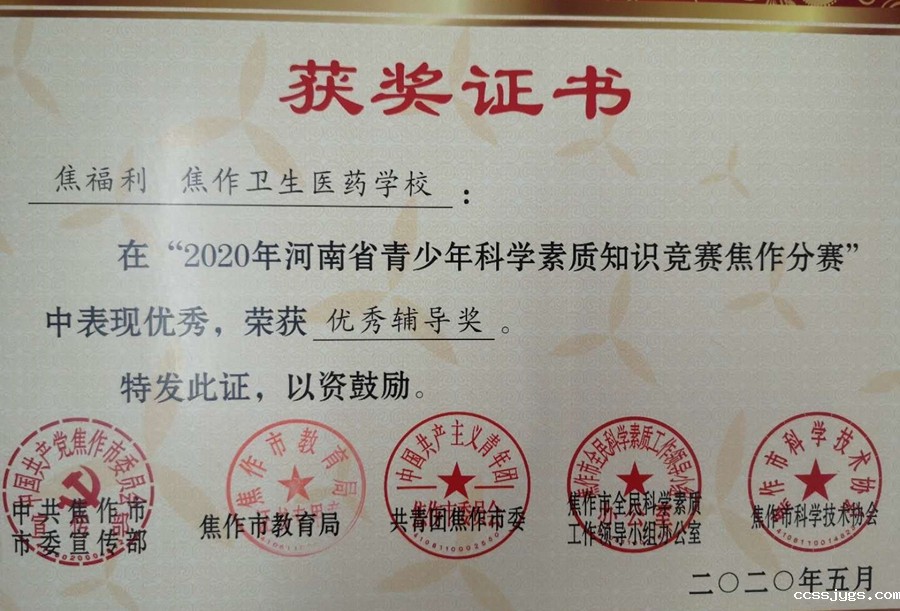 获奖证书
焦福利 焦作卫生医药学校：
在“2020年河南省青少年科学素质知识竞赛焦作分赛”
中表现优秀，荣获 优秀辅导奖 。
特发此证，以资鼓励。
中国共产党焦作市委员会
中共焦作市
市委宣传部
焦作市教育局
焦作市教育局
中国共产主义青年团
共青团焦作市委
焦作市全民科学素质工作领导小组
办公室
焦作市全民科学素质
工作领导小组办公室
焦作市科学技术协会
焦作市科学技术协会
二〇二〇年五月
ccssjygs.com